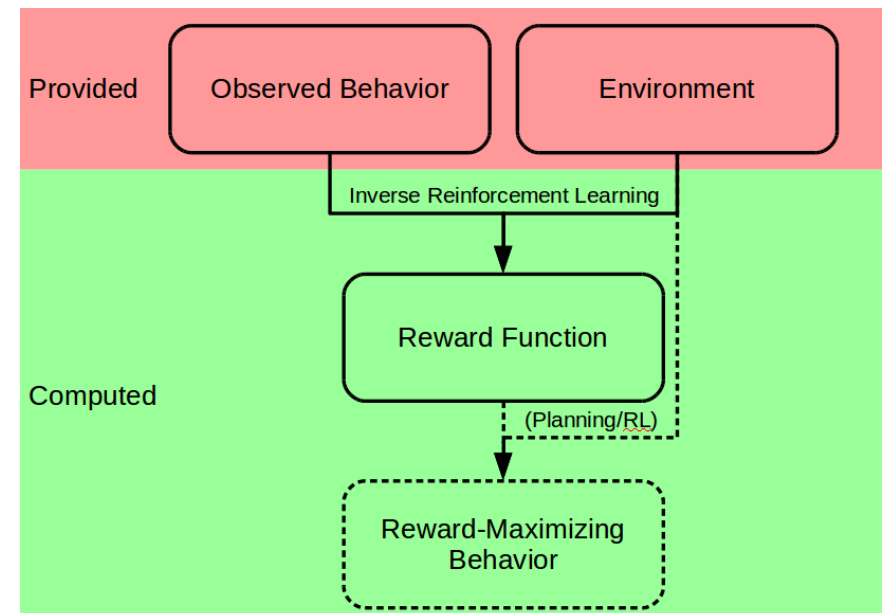 Provided
Observed Behavior
Environment
Inverse Reinforcement Learning
Reward Function
Computed
(Planning/RL)
Reward-Maximizing
Behavior